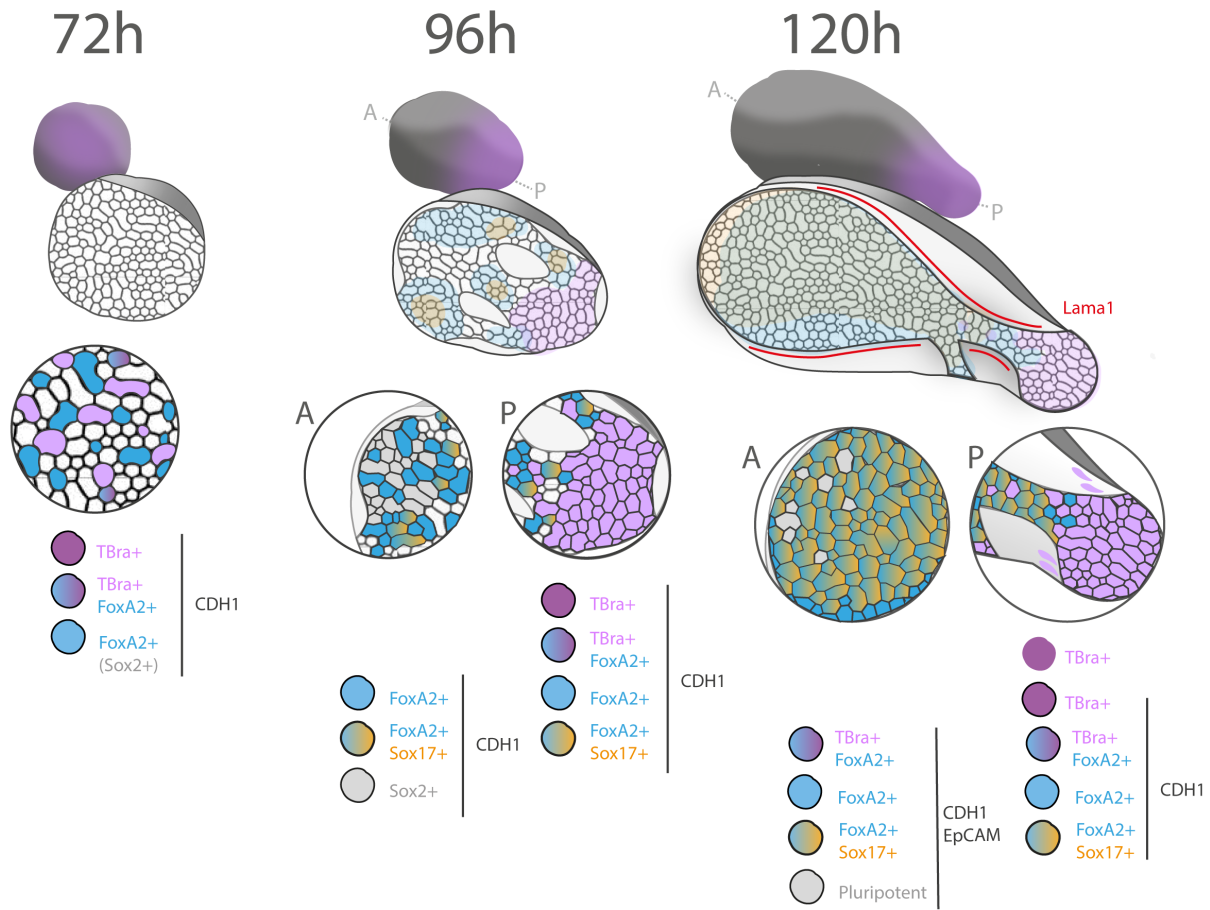 72h
96h
120h
A
P
A
P
Lama1
A
P
A
P
TBra+
TBra+
FoxA2+
FoxA2+
(Sox2+)
CDH1
FoxA2+
FoxA2+
Sox17+
Sox2+
CDH1
TBra+
TBra+
FoxA2+
FoxA2+
FoxA2+
Sox17+
CDH1
TBra+
FoxA2+
FoxA2+
FoxA2+
Sox17+
Pluripotent
CDH1
EpCAM
TBra+
TBra+
TBra+
FoxA2+
FoxA2+
FoxA2+
Sox17+
CDH1